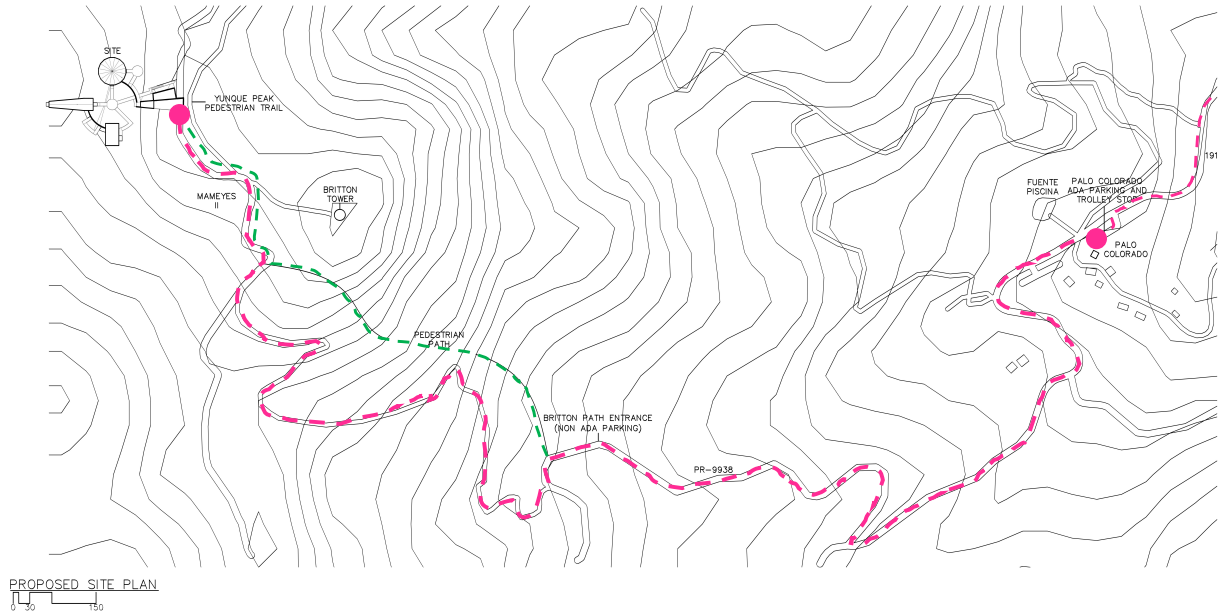 SITE
YUNQUE PEAK
PEDESTRIAN TRAIL
MAMEYES
II
BRITTON
TOWER
PEDESTRIAN
PATH
BRITTON PATH ENTRANCE
(NON ADA PARKING)
PR-9938
FUENTE
PISCINA
PALO COLORADO
ADA PARKING AND
TROLLEY STOP
PALO
COLORADO
191
PROPOSED SITE PLAN
0 30 150